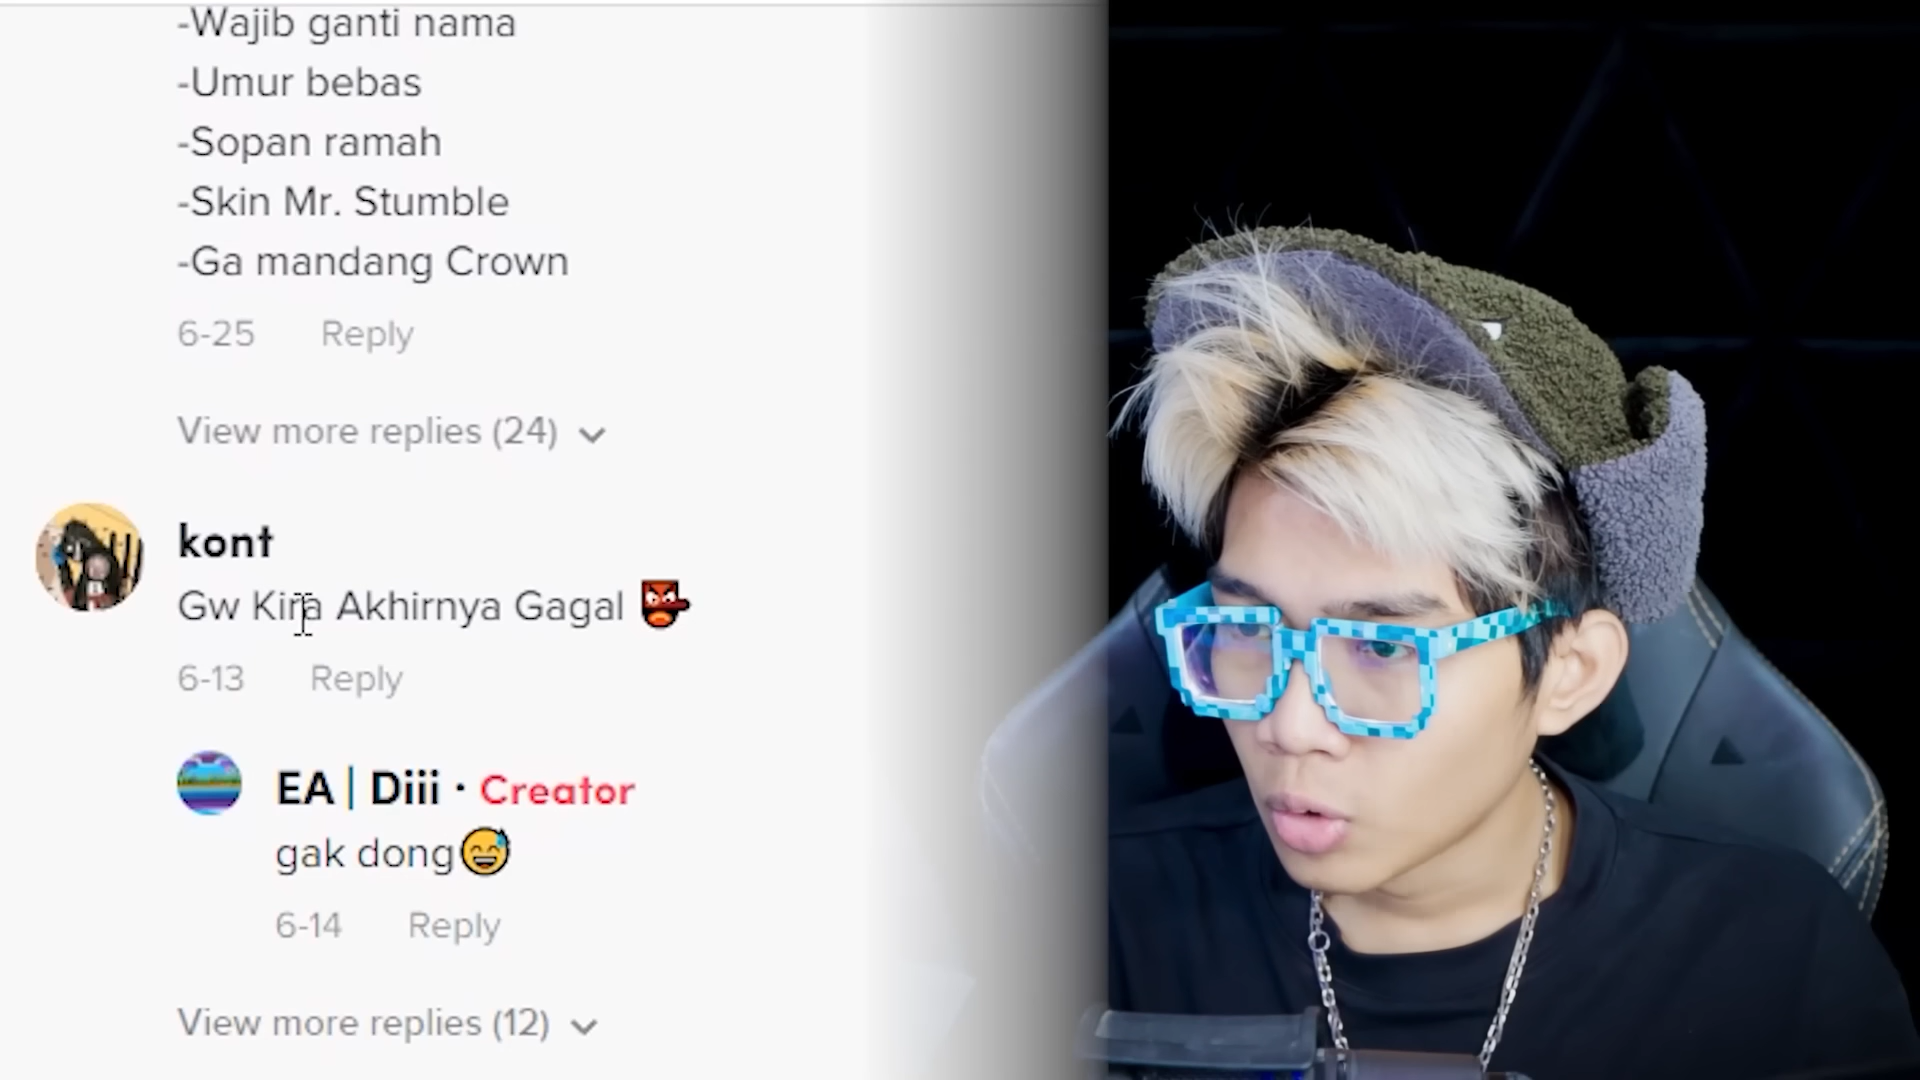 -Wajib ganti nama
-Umur bebas
-Sopan ramah
-Skin Mr. Stumble
-Ga mandang Crown
6-25 Reply
View more replies (24)
kont
Gw Kira Akhirnya Gagal 👺
6-13 Reply
EA | Diii · Creator
gak dong😅
6-14 Reply
View more replies (12)